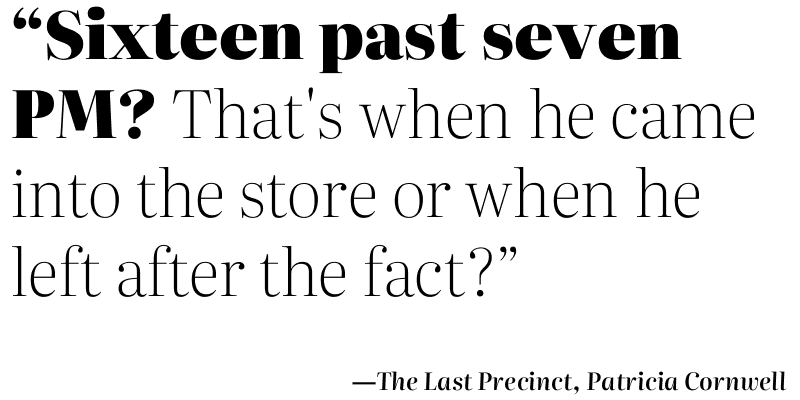 “Sixteen past seven
PM? That's when he came
into the store or when he
left after the fact?”
—The Last Precinct, Patricia Cornwell